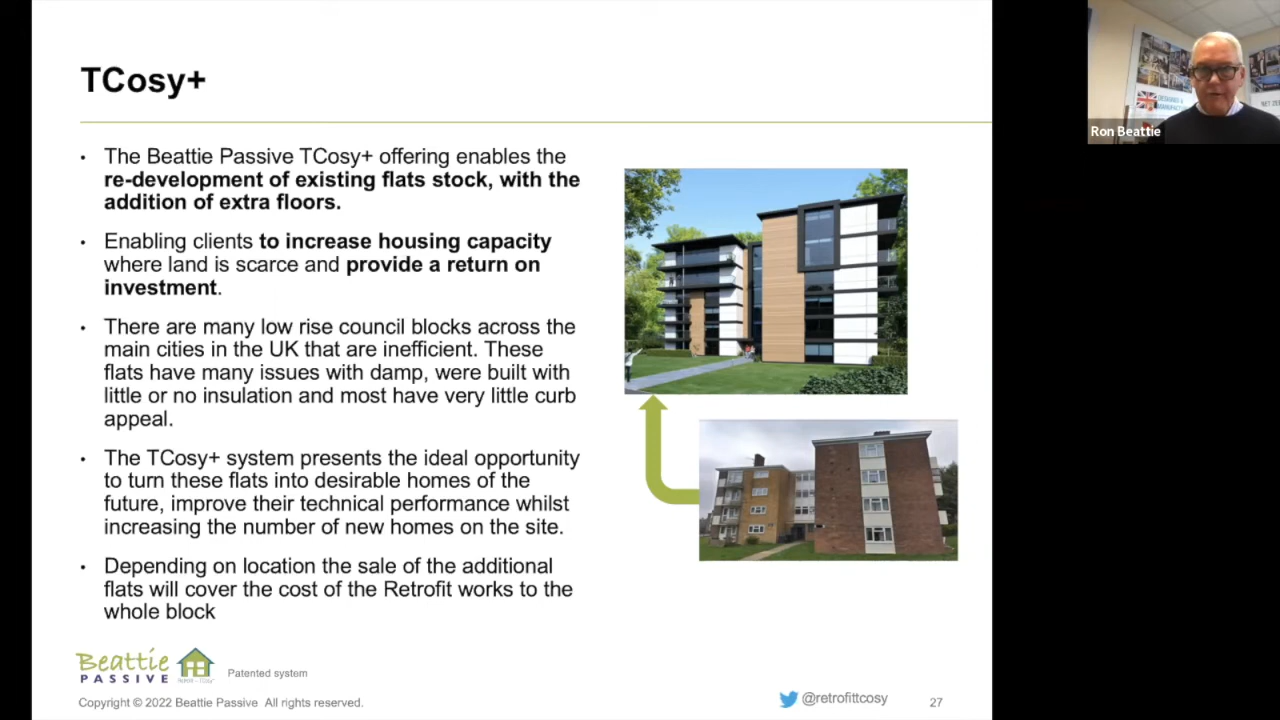 TCosy+
• The Beattie Passive TCosy+ offering enables the
re-development of existing flats stock, with the
addition of extra floors.
• Enabling clients to increase housing capacity
where land is scarce and provide a return on
investment.
• There are many low rise council blocks across the
main cities in the UK that are inefficient. These
flats have many issues with damp, were built with
little or no insulation and most have very little curb
appeal.
• The TCosy+ system presents the ideal opportunity
to turn these flats into desirable homes of the
future, improve their technical performance whilst
increasing the number of new homes on the site.
• Depending on location the sale of the additional
flats will cover the cost of the Retrofit works to the
whole block
Beattie
PASSIVE
Patented system
Copyright © 2022 Beattie Passive All rights reserved.
@retrofittcosy
27
DESIGNED &
MANUFACTU
NET ZE
Ron Beattie